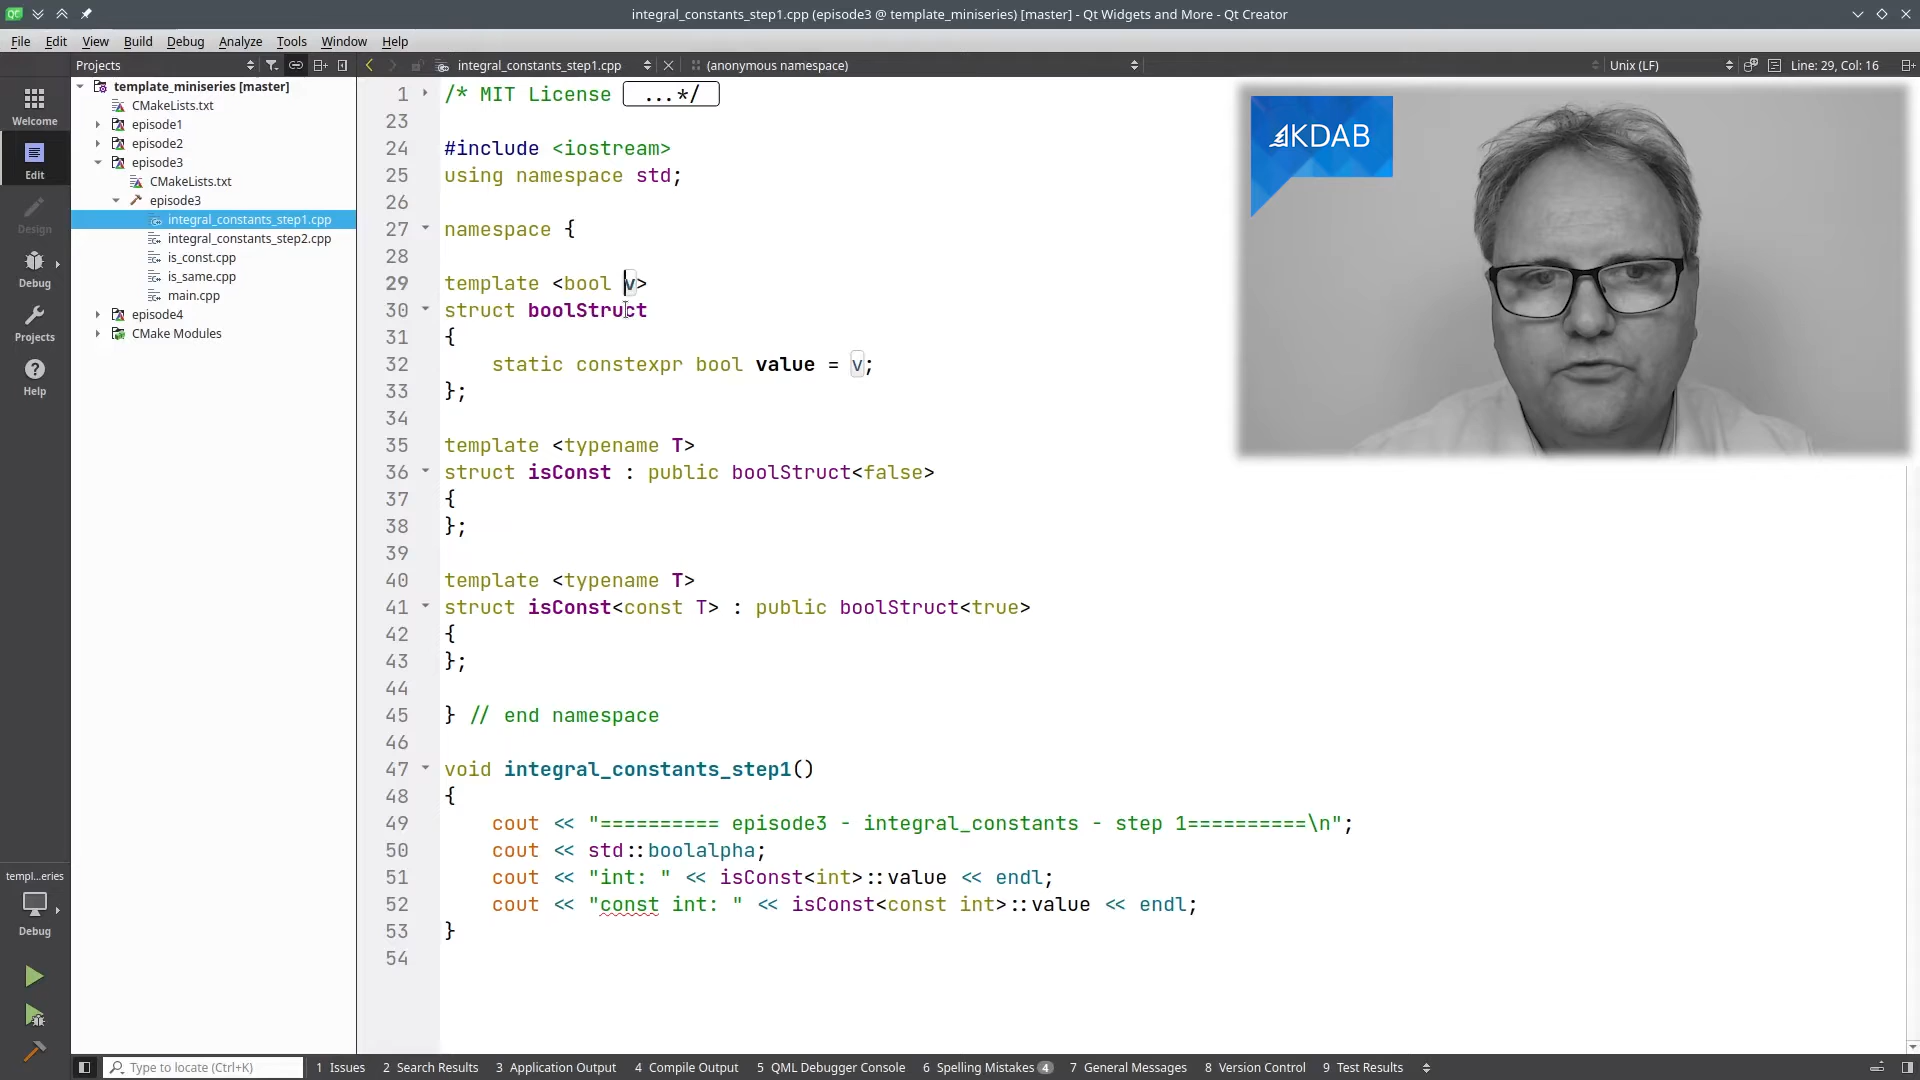 integral_constants_step1.cpp (episode3 @ template_miniseries) [master] - Qt Widgets and More - Qt Creator
File Edit View Build Debug Analyze Tools Window Help
Projects
integral_constants_step1.cpp
(anonymous namespace)
Unix (LF)
Line: 29, Col: 16
Welcome
Edit
Design
Debug
Projects
Help
templ...eries
Debug
template_miniseries [master]
CMakeLists.txt
episode1
episode2
episode3
CMakeLists.txt
episode3
integral_constants_step1.cpp
integral_constants_step2.cpp
is_const.cpp
is_same.cpp
main.cpp
episode4
CMake Modules
1 /* MIT License ...*/
23
24 #include <iostream>
25 using namespace std;
26
27 namespace {
28
29 template <bool v>
30 struct boolStruct
31 {
32 static constexpr bool value = v;
33 };
34
35 template <typename T>
36 struct isConst : public boolStruct<false>
37 {
38 };
39
40 template <typename T>
41 struct isConst<const T> : public boolStruct<true>
42 {
43 };
44
45 } // end namespace
46
47 void integral_constants_step1()
48 {
49 cout << "========== episode3 - integral_constants - step 1==========\n";
50 cout << std::boolalpha;
51 cout << "int: " << isConst<int>::value << endl;
52 cout << "const int: " << isConst<const int>::value << endl;
53 }
54
KDAB
Type to locate (Ctrl+K)
1 Issues
2 Search Results
3 Application Output
4 Compile Output
5 QML Debugger Console
6 Spelling Mistakes 4
7 General Messages
8 Version Control
9 Test Results